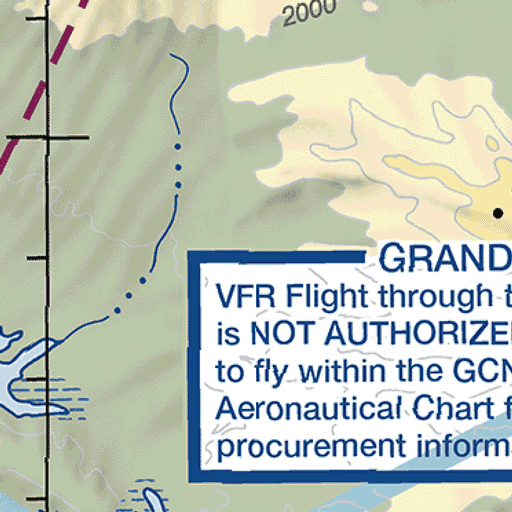 2000
GRAND
VFR Flight through
is NOT AUTHORIZE
to fly within the GCN
Aeronautical Chart
procurement inform